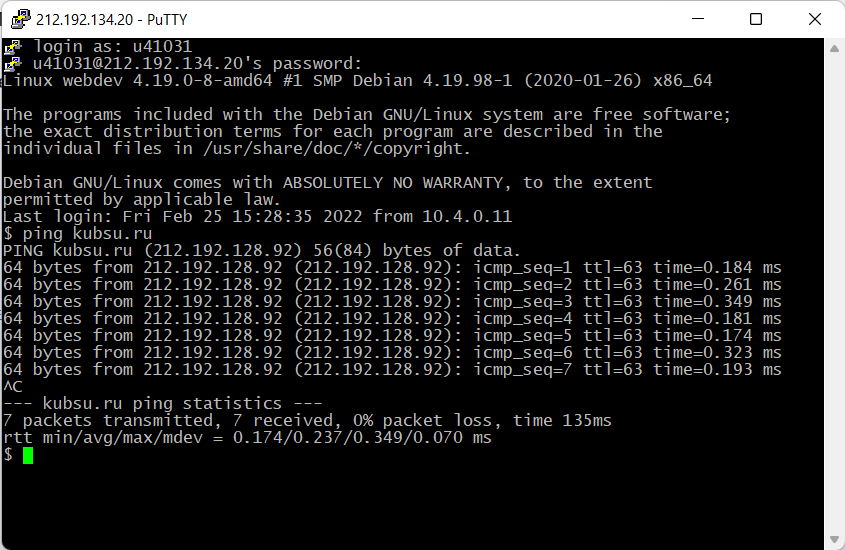 212.192.134.20 - PuTTY
login as: u41031
u41031@212.192.134.20's password:
Linux webdev 4.19.0-8-amd64 #1 SMP Debian 4.19.98-1 (2020-01-26) x86_64
The programs included with the Debian GNU/Linux system are free software;
the exact distribution terms for each program are described in the
individual files in /usr/share/doc/*/copyright.
Debian GNU/Linux comes with ABSOLUTELY NO WARRANTY, to the extent
permitted by applicable law.
Last login: Fri Feb 25 15:28:35 2022 from 10.4.0.11
$ ping kubsu.ru
PING kubsu.ru (212.192.128.92) 56(84) bytes of data.
64 bytes from 212.192.128.92 (212.192.128.92): icmp_seq=1 ttl=63 time=0.184 ms
64 bytes from 212.192.128.92 (212.192.128.92): icmp_seq=2 ttl=63 time=0.261 ms
64 bytes from 212.192.128.92 (212.192.128.92): icmp_seq=3 ttl=63 time=0.349 ms
64 bytes from 212.192.128.92 (212.192.128.92): icmp_seq=4 ttl=63 time=0.181 ms
64 bytes from 212.192.128.92 (212.192.128.92): icmp_seq=5 ttl=63 time=0.174 ms
64 bytes from 212.192.128.92 (212.192.128.92): icmp_seq=6 ttl=63 time=0.323 ms
64 bytes from 212.192.128.92 (212.192.128.92): icmp_seq=7 ttl=63 time=0.193 ms
^C
--- kubsu.ru ping statistics ---
7 packets transmitted, 7 received, 0% packet loss, time 135ms
rtt min/avg/max/mdev = 0.174/0.237/0.349/0.070 ms
$